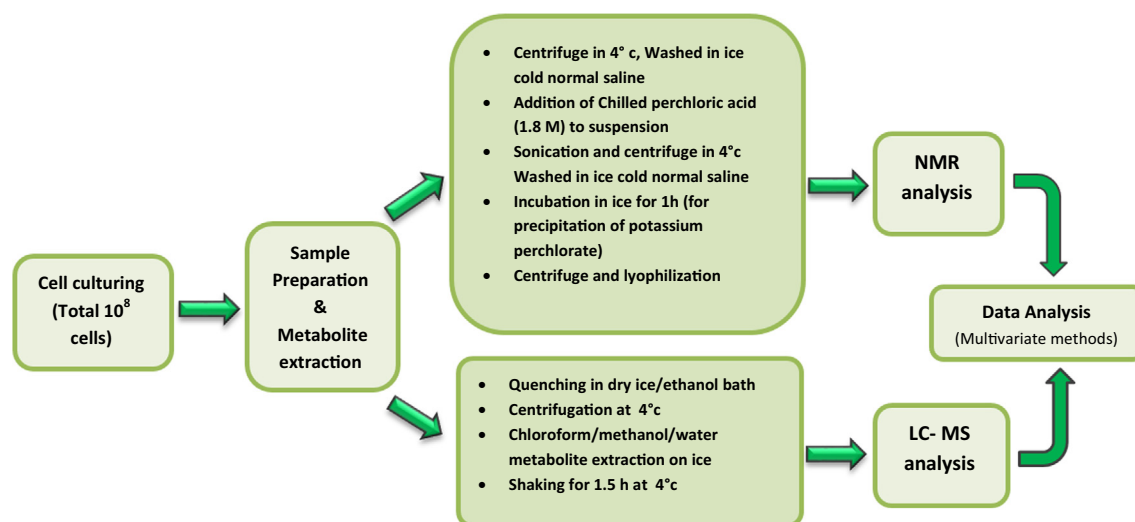 Cell culturing
(Total 10⁸
cells)
Sample
Preparation
&
Metabolite
extraction
• Centrifuge in 4° c, Washed in ice
cold normal saline
• Addition of Chilled perchloric acid
(1.8 M) to suspension
• Sonication and centrifuge in 4°c
Washed in ice cold normal saline
• Incubation in ice for 1h (for
precipitation of potassium
perchlorate)
• Centrifuge and lyophilization
NMR
analysis
• Quenching in dry ice/ethanol bath
• Centrifugation at 4°c
• Chloroform/methanol/water
metabolite extraction on ice
• Shaking for 1.5 h at 4°c
LC- MS
analysis
Data Analysis
(Multivariate methods)